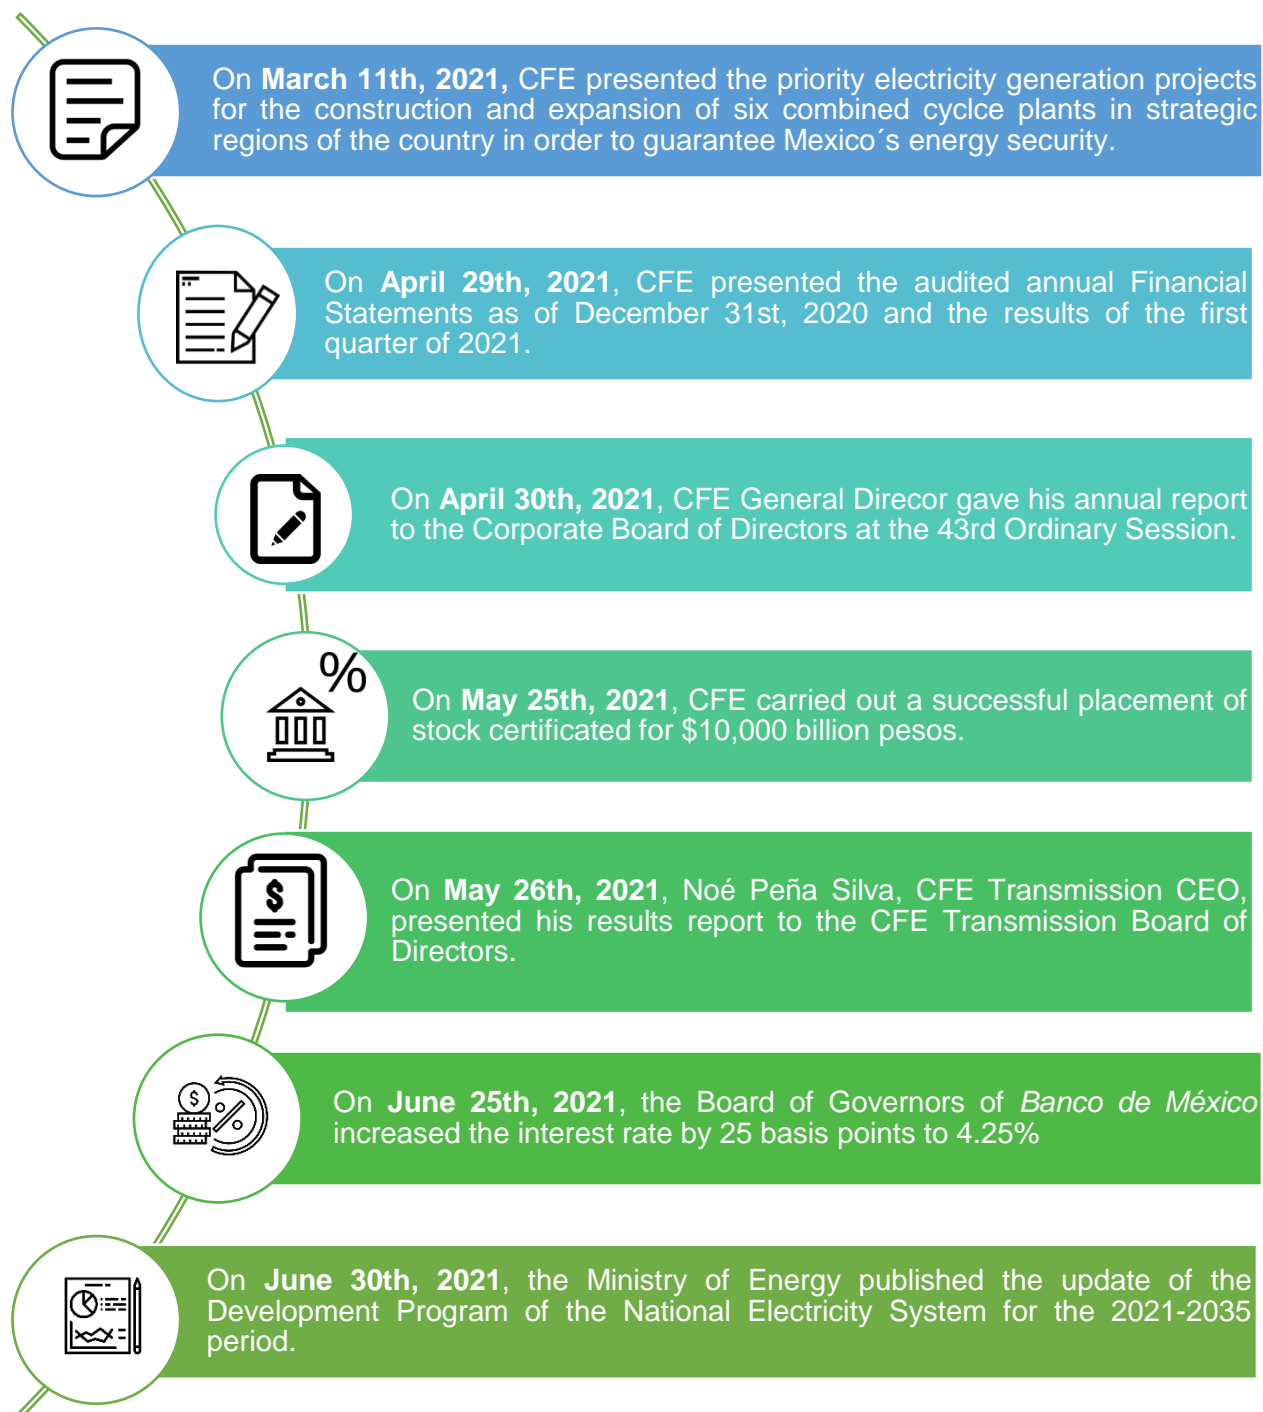 On March 11th, 2021, CFE presented the priority electricity generation projects
for the construction and expansion of six combined cyclce plants in strategic
regions of the country in order to guarantee Mexico´s energy security.
On April 29th, 2021, CFE presented the audited annual Financial
Statements as of December 31st, 2020 and the results of the first
quarter of 2021.
On April 30th, 2021, CFE General Direcor gave his annual report
to the Corporate Board of Directors at the 43rd Ordinary Session.
%
On May 25th, 2021, CFE carried out a successful placement of
stock certificated for $10,000 billion pesos.
$
On May 26th, 2021, Noé Peña Silva, CFE Transmission CEO,
presented his results report to the CFE Transmission Board of
Directors.
$ %
On June 25th, 2021, the Board of Governors of Banco de México
increased the interest rate by 25 basis points to 4.25%
On June 30th, 2021, the Ministry of Energy published the update of the
Development Program of the National Electricity System for the 2021-2035
period.